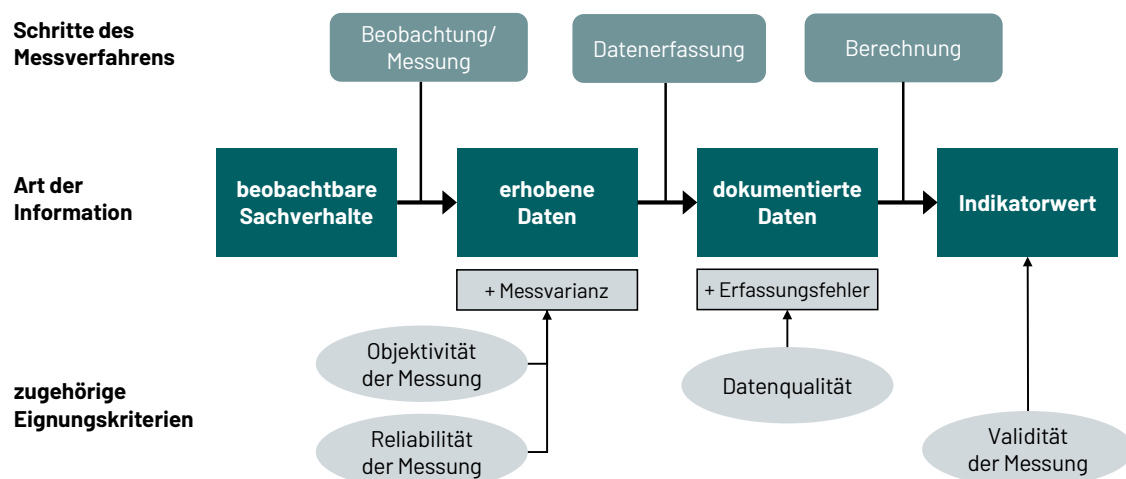 Schritte des
Messverfahrens
Beobachtung/
Messung
Datenerfassung
Berechnung
Art der
Information
beobachtbare
Sachverhalte
erhobene
Daten
dokumentierte
Daten
Indikatorwert
+ Messvarianz
+ Erfassungsfehler
zugehörige
Eignungskriterien
Objektivität
der Messung
Reliabilität
der Messung
Datenqualität
Validität
der Messung